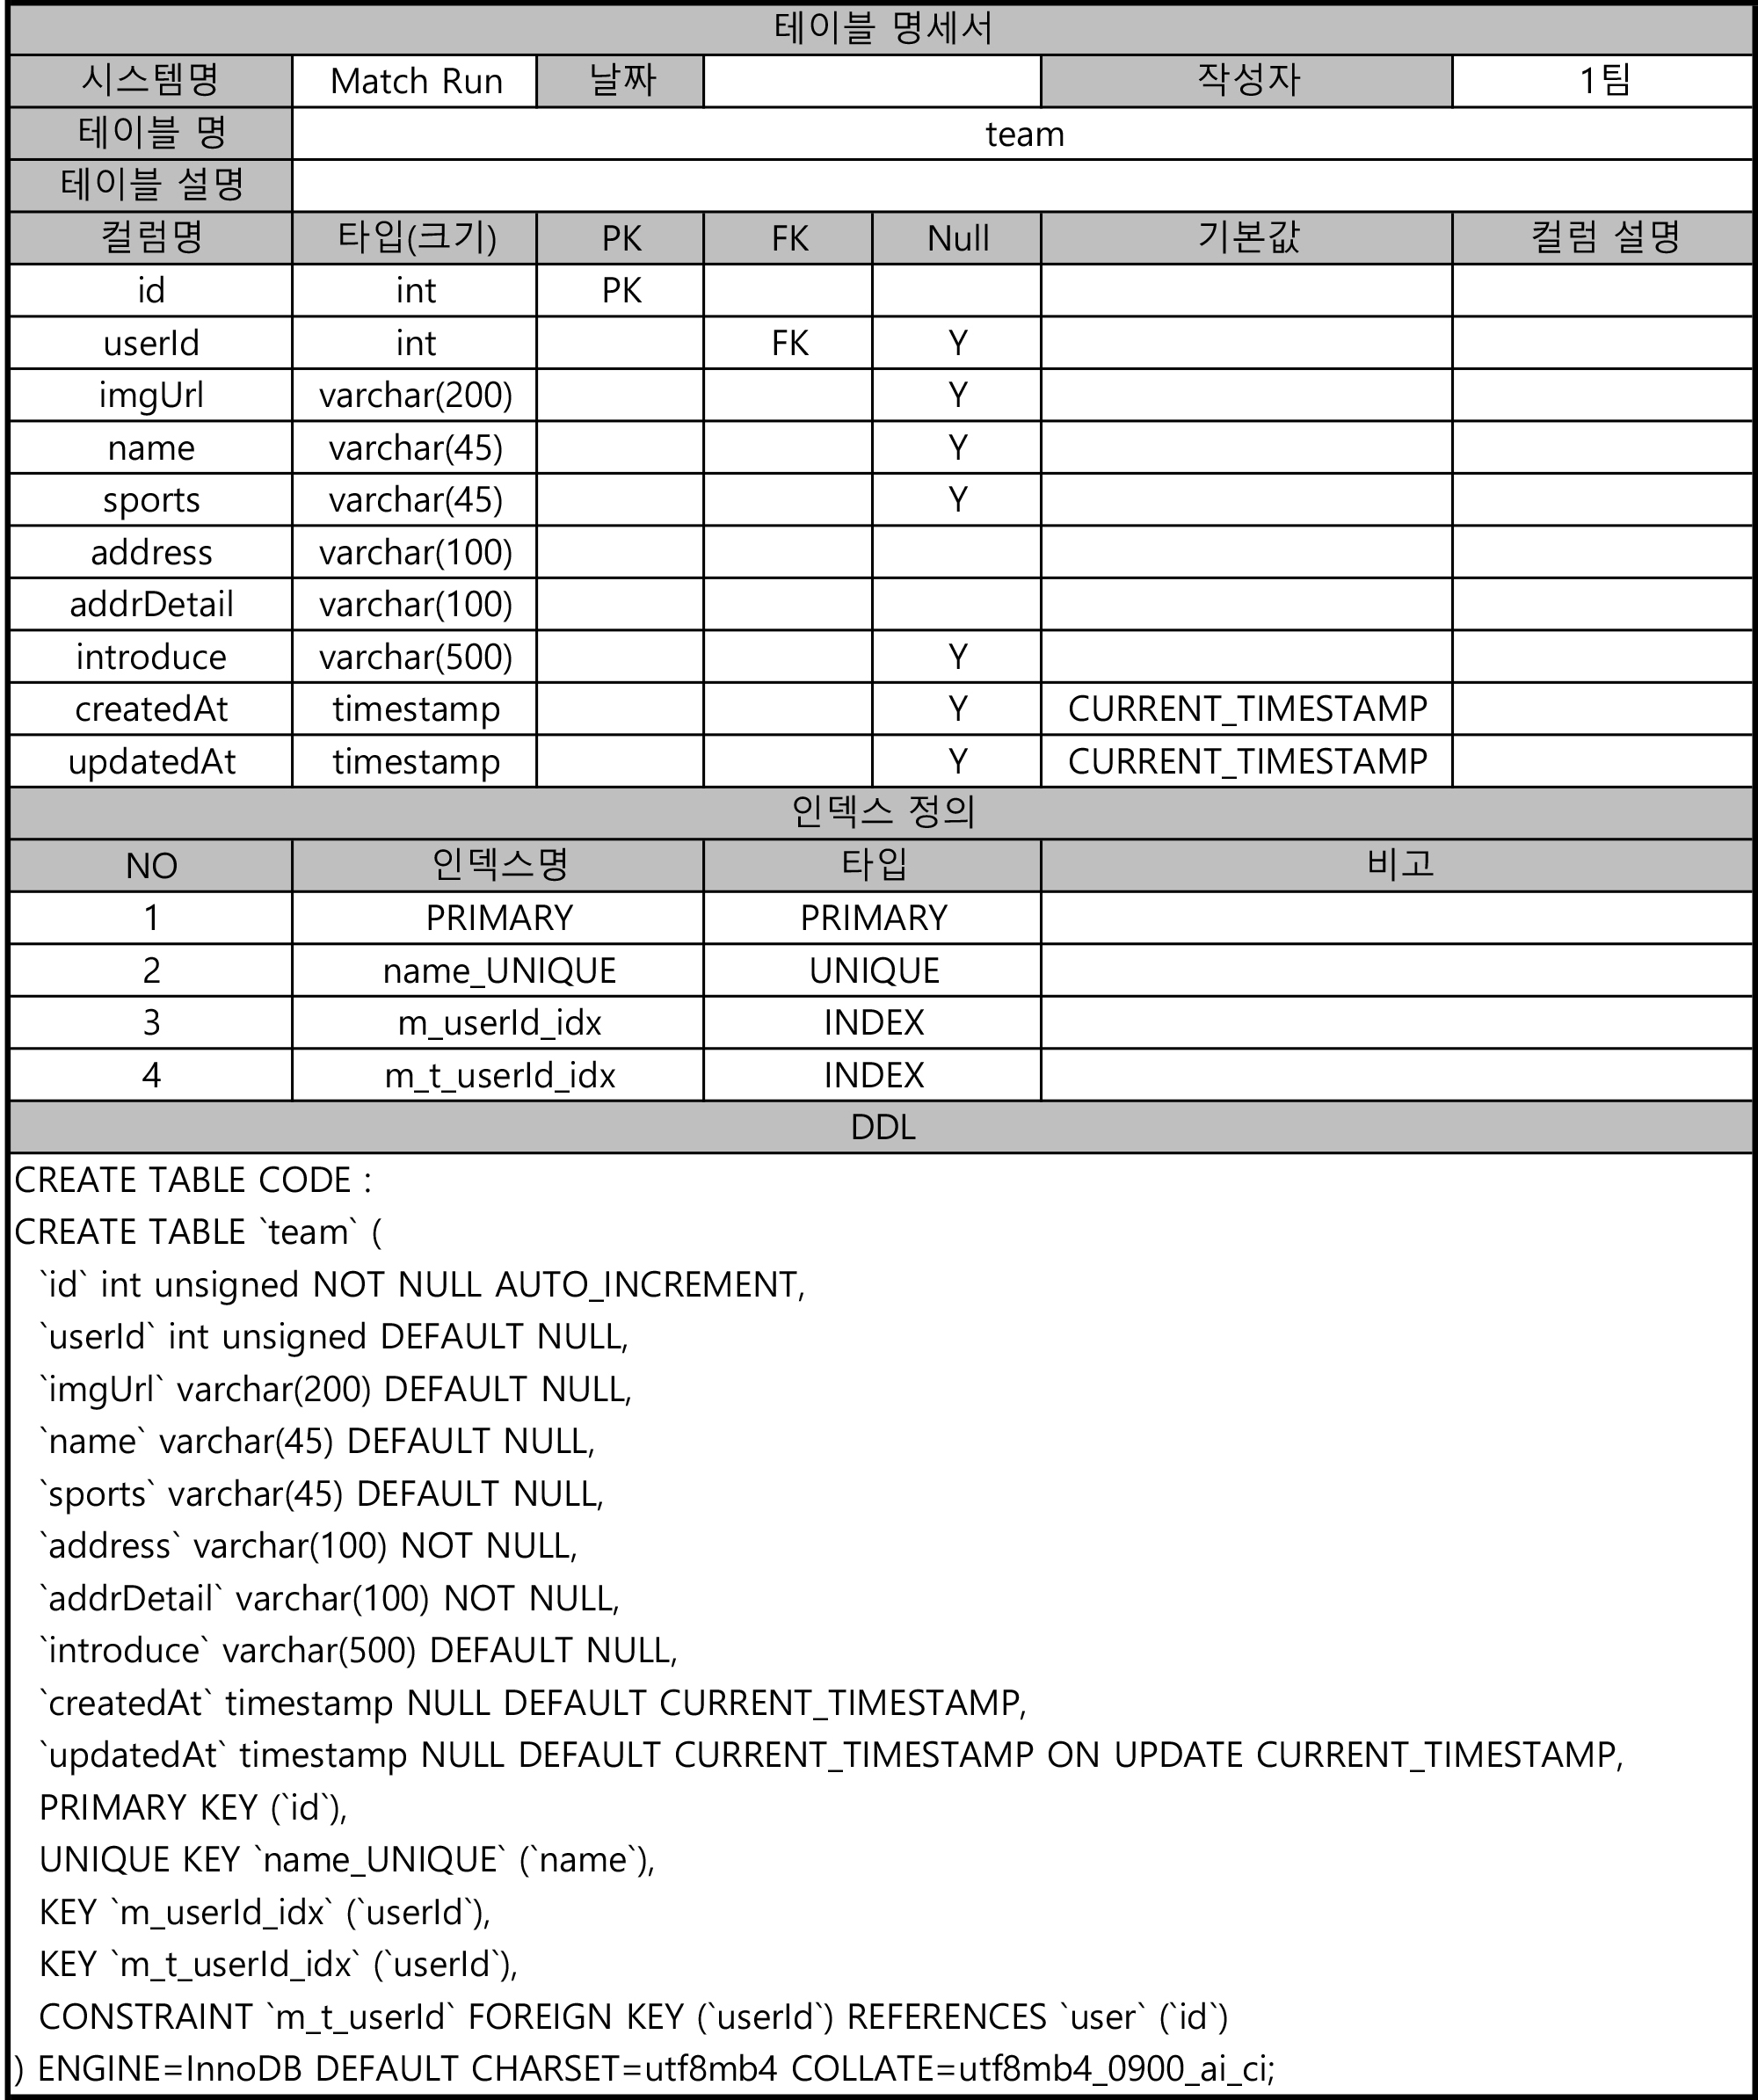 테이블 명세서
시스템명 Match Run 날짜 작성자 1팀
테이블 명 team
테이블 설명
컬럼명 타입(크기) PK FK Null 기본값 컬럼 설명
id int PK
userId int FK Y
imgUrl varchar(200) Y
name varchar(45) Y
sports varchar(45) Y
address varchar(100)
addrDetail varchar(100)
introduce varchar(500) Y
createdAt timestamp Y CURRENT_TIMESTAMP
updatedAt timestamp Y CURRENT_TIMESTAMP
인덱스 정의
NO 인덱스명 타입 비고
1 PRIMARY PRIMARY
2 name_UNIQUE UNIQUE
3 m_userId_idx INDEX
4 m_t_userId_idx INDEX
DDL
CREATE TABLE CODE :
CREATE TABLE `team` (
`id` int unsigned NOT NULL AUTO_INCREMENT,
`userId` int unsigned DEFAULT NULL,
`imgUrl` varchar(200) DEFAULT NULL,
`name` varchar(45) DEFAULT NULL,
`sports` varchar(45) DEFAULT NULL,
`address` varchar(100) NOT NULL,
`addrDetail` varchar(100) NOT NULL,
`introduce` varchar(500) DEFAULT NULL,
`createdAt` timestamp NULL DEFAULT CURRENT_TIMESTAMP,
`updatedAt` timestamp NULL DEFAULT CURRENT_TIMESTAMP ON UPDATE CURRENT_TIMESTAMP,
PRIMARY KEY (`id`),
UNIQUE KEY `name_UNIQUE` (`name`),
KEY `m_userId_idx` (`userId`),
KEY `m_t_userId_idx` (`userId`),
CONSTRAINT `m_t_userId` FOREIGN KEY (`userId`) REFERENCES `user` (`id`)
) ENGINE=InnoDB DEFAULT CHARSET=utf8mb4 COLLATE=utf8mb4_0900_ai_ci;